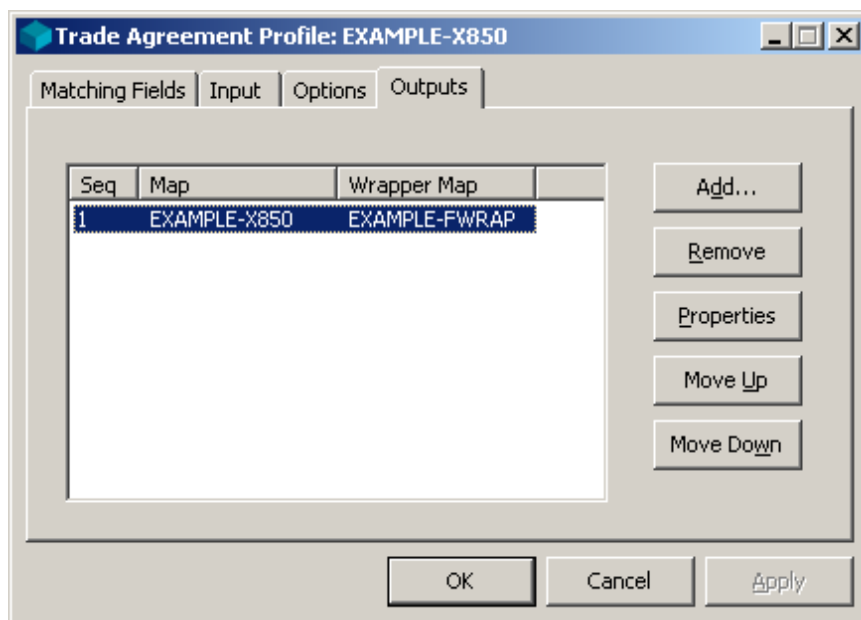 Trade Agreement Profile: EXAMPLE-X850
Matching Fields Input Options Outputs
Seq Map Wrapper Map
1 EXAMPLE-X850 EXAMPLE-FWRAP
Add...
Remove
Properties
Move Up
Move Down
OK Cancel Apply